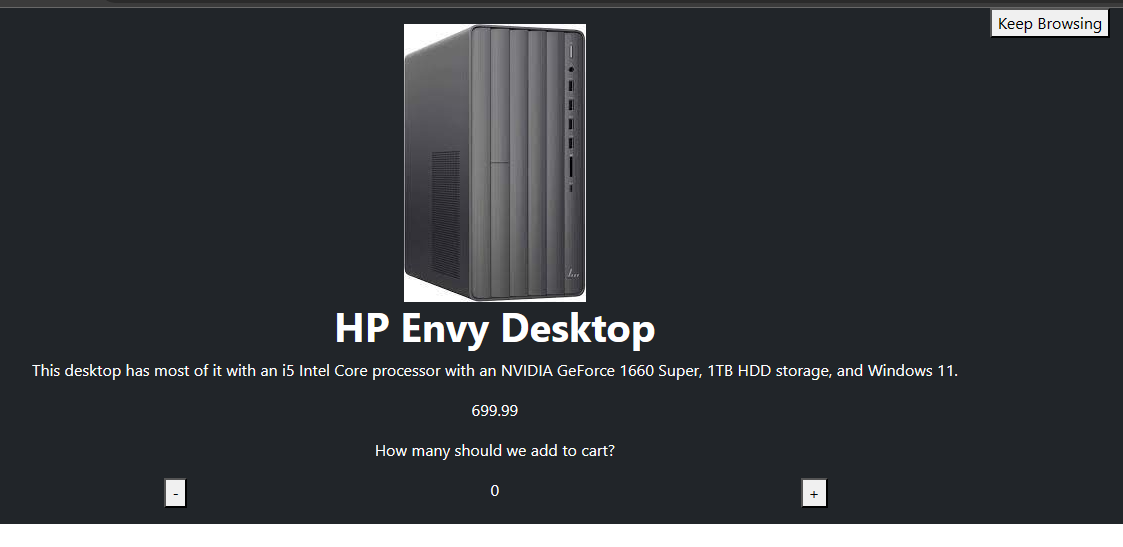 Keep Browsing
HP Envy Desktop
This desktop has most of it with an i5 Intel Core processor with an NVIDIA GeForce 1660 Super, 1TB HDD storage, and Windows 11.
699.99
How many should we add to cart?
- 0 +